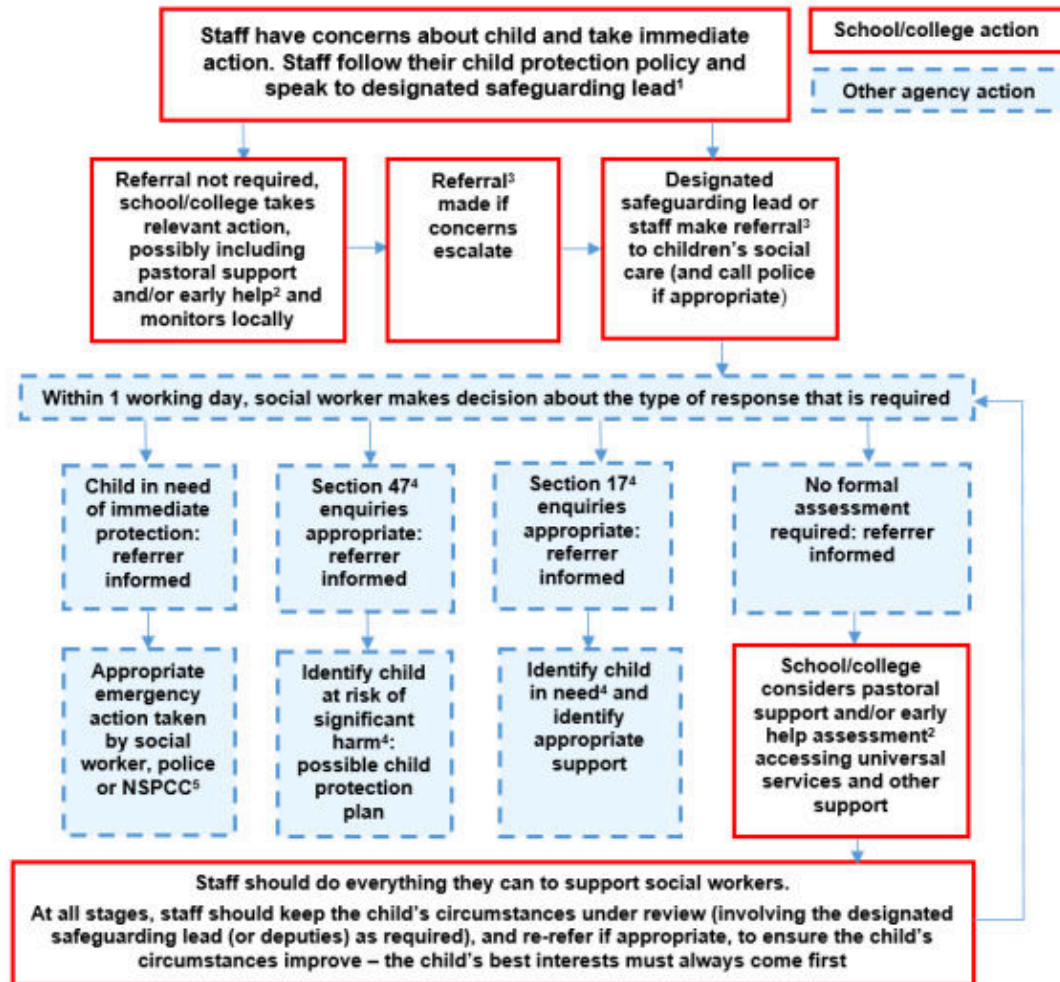 Staff have concerns about child and take immediate
action. Staff follow their child protection policy and
speak to designated safeguarding lead¹
School/college action
Other agency action
Referral not required,
school/college takes
relevant action,
possibly including
pastoral support
and/or early help² and
monitors locally
Referral³
made if
concerns
escalate
Designated
safeguarding lead or
staff make referral³
to children's social
care (and call police
if appropriate)
Within 1 working day, social worker makes decision about the type of response that is required
Child in need
of immediate
protection:
referrer
informed
Section 47⁴
enquiries
appropriate:
referrer
informed
Section 17⁴
enquiries
appropriate:
referrer
informed
No formal
assessment
required: referrer
informed
Appropriate
emergency
action taken
by social
worker, police
or NSPCC⁵
Identify child
at risk of
significant
harm⁴:
possible child
protection
plan
Identify child
in need⁴ and
identify
appropriate
support
School/college
considers pastoral
support and/or early
help assessment²
accessing universal
services and other
support
Staff should do everything they can to support social workers.
At all stages, staff should keep the child's circumstances under review (involving the designated
safeguarding lead (or deputies) as required), and re-refer if appropriate, to ensure the child's
circumstances improve – the child's best interests must always come first